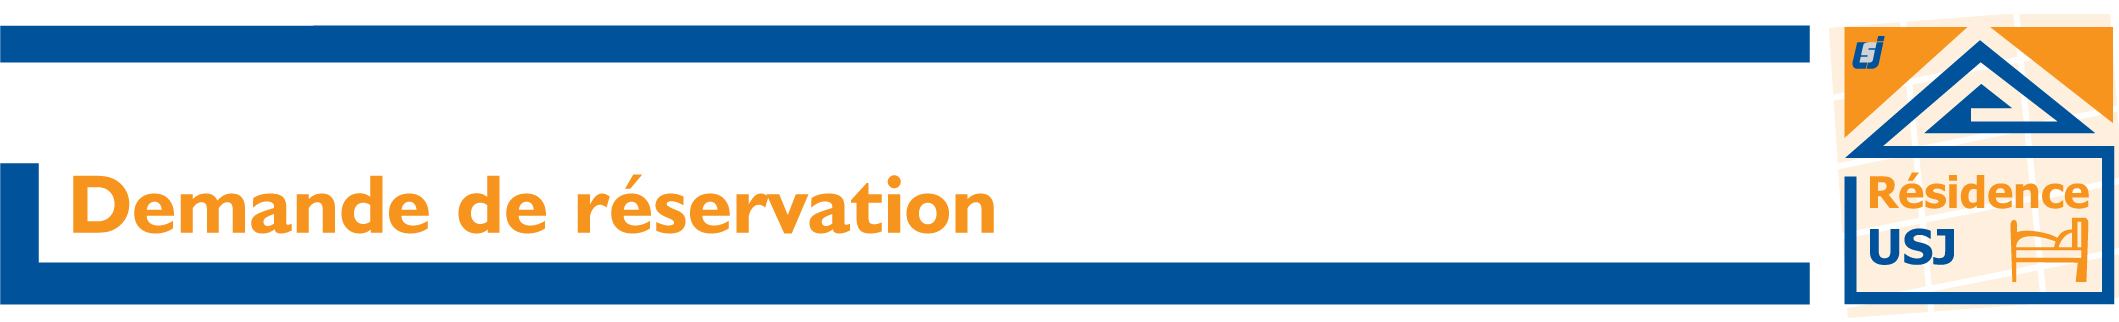 Demande de réservation
USJ
Résidence
USJ